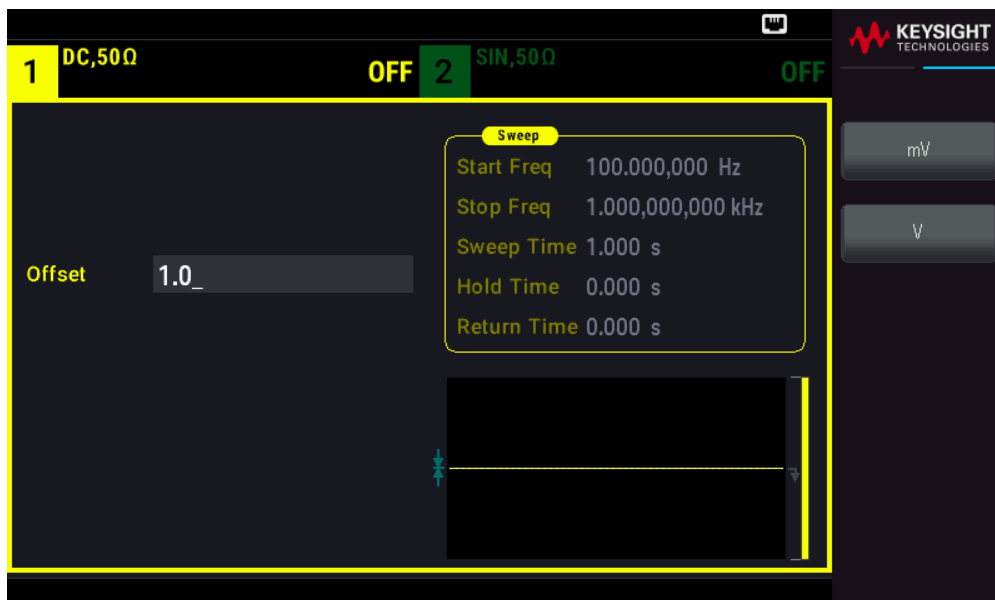 KEYSIGHT
TECHNOLOGIES
1 DC,50Ω OFF 2 SIN,50Ω OFF
Sweep
Start Freq 100.000,000 Hz
Stop Freq 1.000,000,000 kHz
Sweep Time 1.000 s
Hold Time 0.000 s
Return Time 0.000 s
Offset 1.0_
mV
V